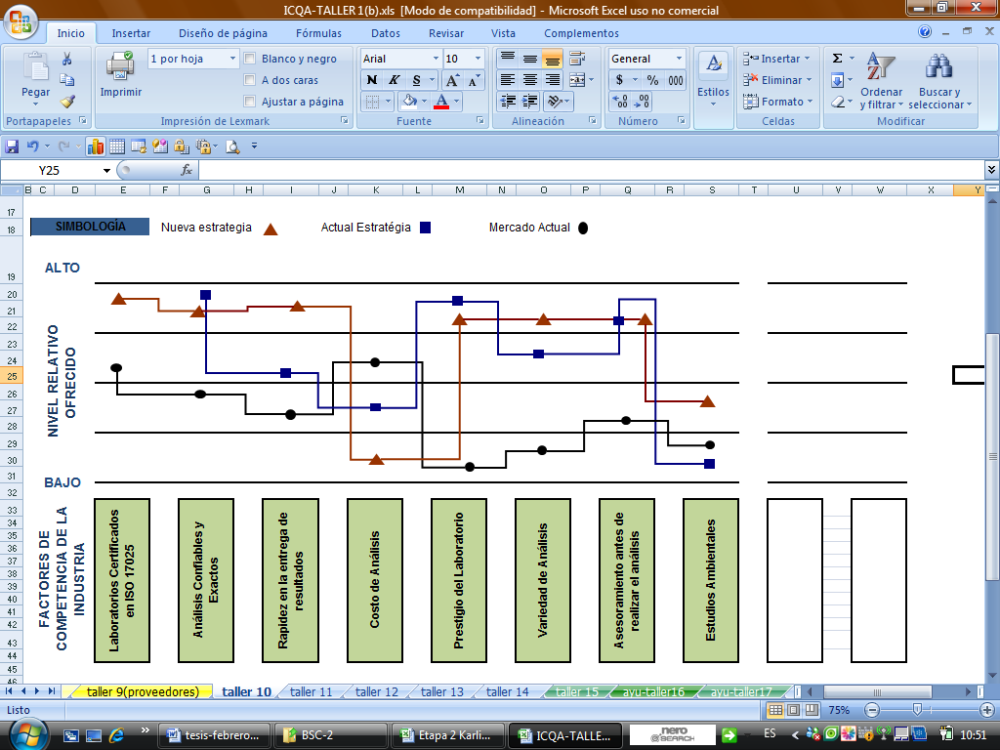 ICQA-TALLER 1(b).xls [Modo de compatibilidad] - Microsoft Excel uso no comercial
Inicio Insertar Diseño de página Fórmulas Datos Revisar Vista Complementos
Pegar
Imprimir
1 por hoja
Blanco y negro
A dos caras
Ajustar a página
Arial 10
N K S A A
A
General
$ % 000
Estilos
Insertar
Eliminar
Formato
Σ
Ordenar y filtrar
Buscar y seleccionar
Portapapeles Impresión de Lexmark Fuente Alineación Número Celdas Modificar
Y25 fx
B C D E F G H I J K L M N O P Q R S T U V W X Y
17
18
19
20
21
22
23
24
25
26
27
28
29
30
31
32
33
34
35
36
37
38
39
40
41
42
43
44
45
46
SIMBOLOGÍA Nueva estrategia Actual Estratégia Mercado Actual
ALTO
NIVEL RELATIVO
OFRECIDO
BAJO
FACTORES DE
COMPETENCIA DE LA
INDUSTRIA
Laboratorios Certificados
en ISO 17025
Análisis Confiables y
Exactos
Rapidez en la entrega de
resultados
Costo de Análisis
Prestigio del Laboratorio
Variedad de Análisis
Asesoramiento antes de
realizar el análisis
Estudios Ambientales
taller 9(proveedores) taller 10 taller 11 taller 12 taller 13 taller 14 taller 15 ayu-taller16 ayu-taller17
Listo 75%
tesis-febrero... BSC-2 Etapa 2 Karli... ICQA-TALLE... nero SEARCH ES 10:51